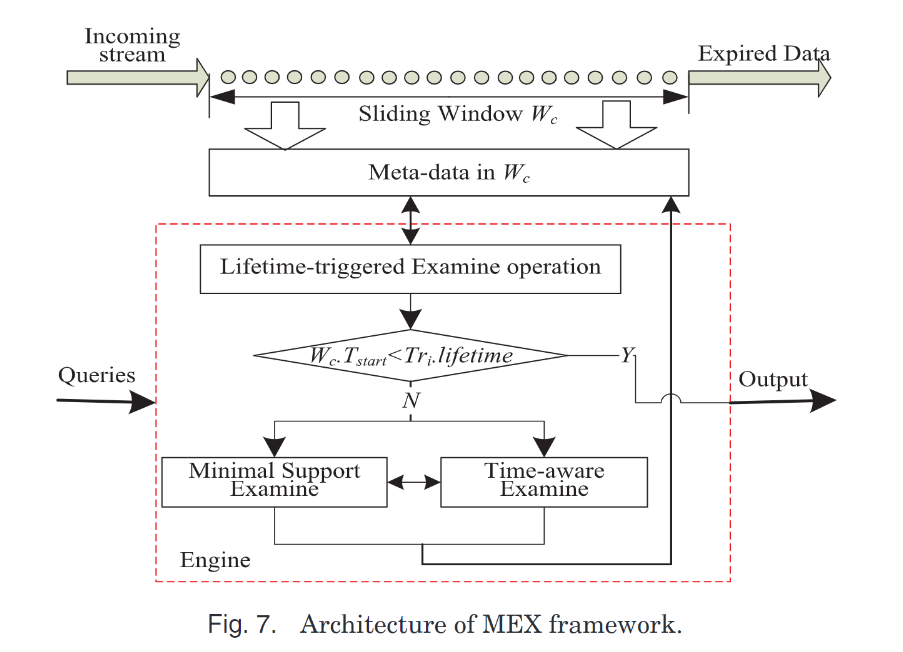 Incoming
stream
Expired Data
Sliding Window Wc
Meta-data in Wc
Lifetime-triggered Examine operation
Wc.Tstart<Tri.lifetime
Y
Queries
Output
N
Minimal Support
Examine
Time-aware
Examine
Engine
Fig. 7. Architecture of MEX framework.